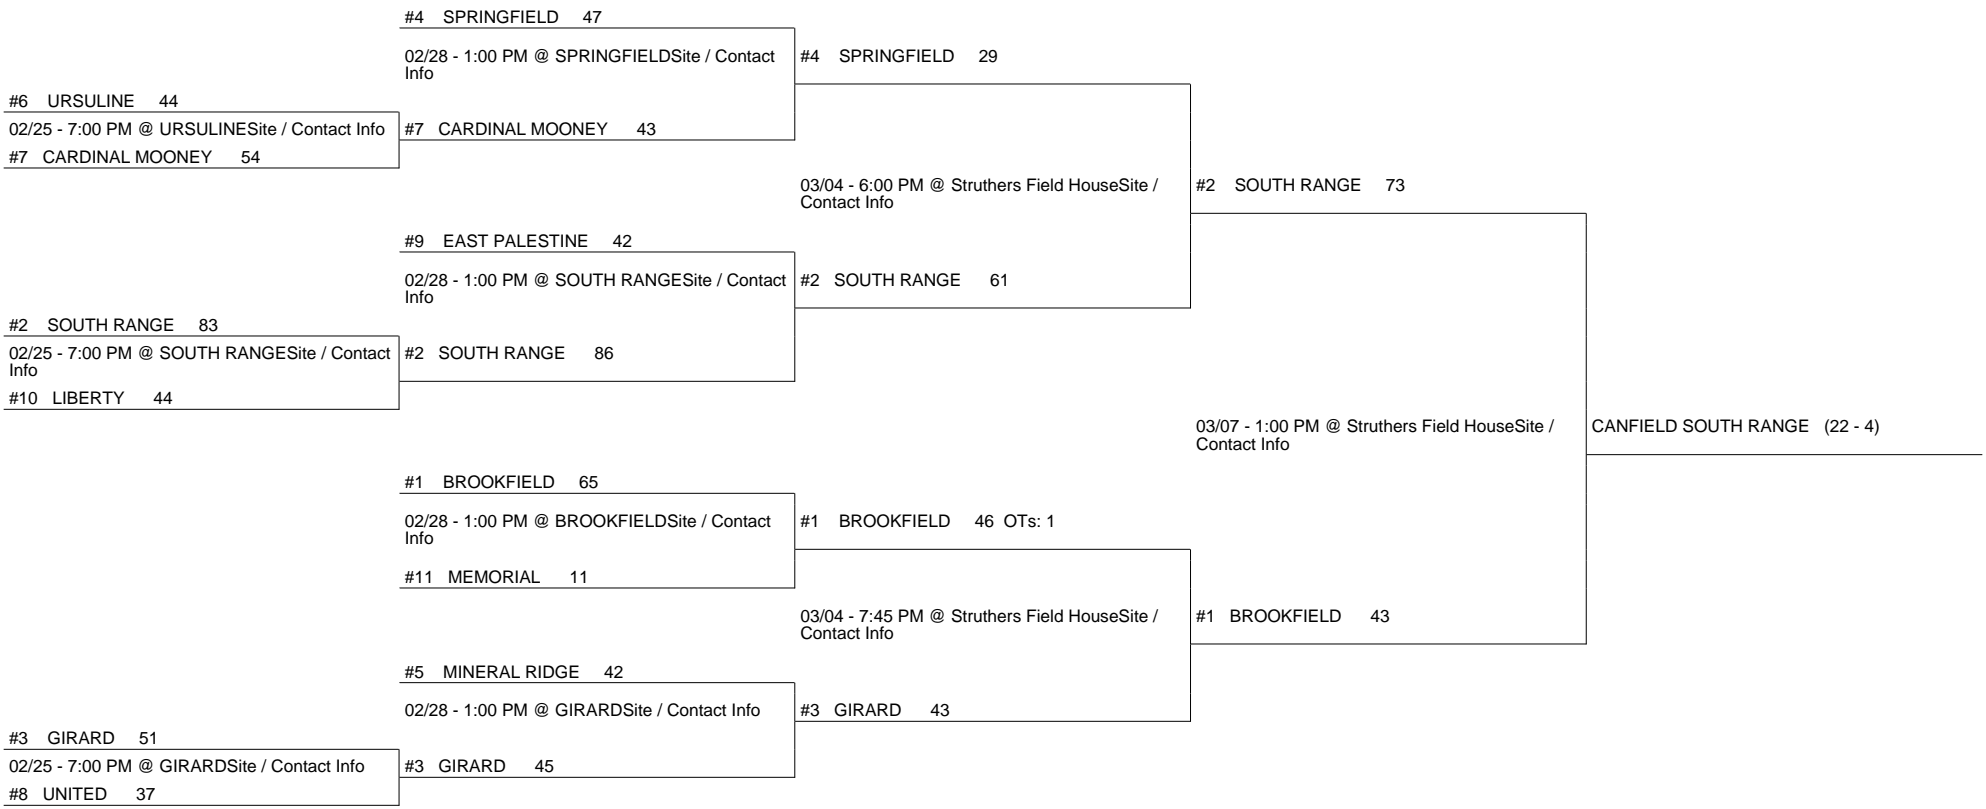 #4 SPRINGFIELD 47
02/28 - 1:00 PM @ SPRINGFIELDSite / Contact
Info
#6 URSULINE 44
02/25 - 7:00 PM @ URSULINESite / Contact Info
#7 CARDINAL MOONEY 54
#7 CARDINAL MOONEY 43
#4 SPRINGFIELD 29
03/04 - 6:00 PM @ Struthers Field HouseSite /
Contact Info
#2 SOUTH RANGE 73
#9 EAST PALESTINE 42
02/28 - 1:00 PM @ SOUTH RANGESite / Contact
Info
#2 SOUTH RANGE 61
#2 SOUTH RANGE 83
02/25 - 7:00 PM @ SOUTH RANGESite / Contact
Info
#10 LIBERTY 44
#2 SOUTH RANGE 86
03/07 - 1:00 PM @ Struthers Field HouseSite /
Contact Info
CANFIELD SOUTH RANGE (22 - 4)
#1 BROOKFIELD 65
02/28 - 1:00 PM @ BROOKFIELDSite / Contact
Info
#11 MEMORIAL 11
#1 BROOKFIELD 46 OTs: 1
03/04 - 7:45 PM @ Struthers Field HouseSite /
Contact Info
#1 BROOKFIELD 43
#5 MINERAL RIDGE 42
02/28 - 1:00 PM @ GIRARDSite / Contact Info
#3 GIRARD 43
#3 GIRARD 51
02/25 - 7:00 PM @ GIRARDSite / Contact Info
#8 UNITED 37
#3 GIRARD 45